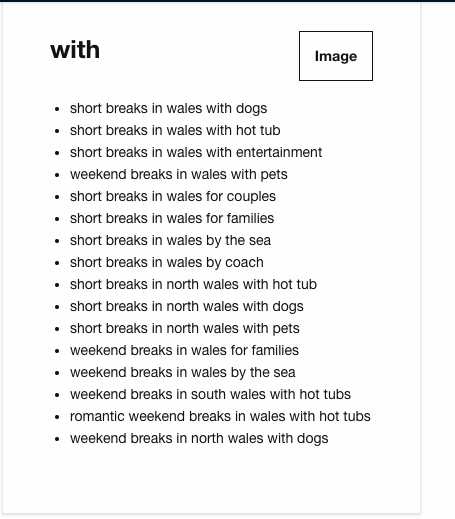 with
Image
short breaks in wales with dogs
short breaks in wales with hot tub
short breaks in wales with entertainment
weekend breaks in wales with pets
short breaks in wales for couples
short breaks in wales for families
short breaks in wales by the sea
short breaks in wales by coach
short breaks in north wales with hot tub
short breaks in north wales with dogs
short breaks in north wales with pets
weekend breaks in wales for families
weekend breaks in wales by the sea
weekend breaks in south wales with hot tubs
romantic weekend breaks in wales with hot tubs
weekend breaks in north wales with dogs